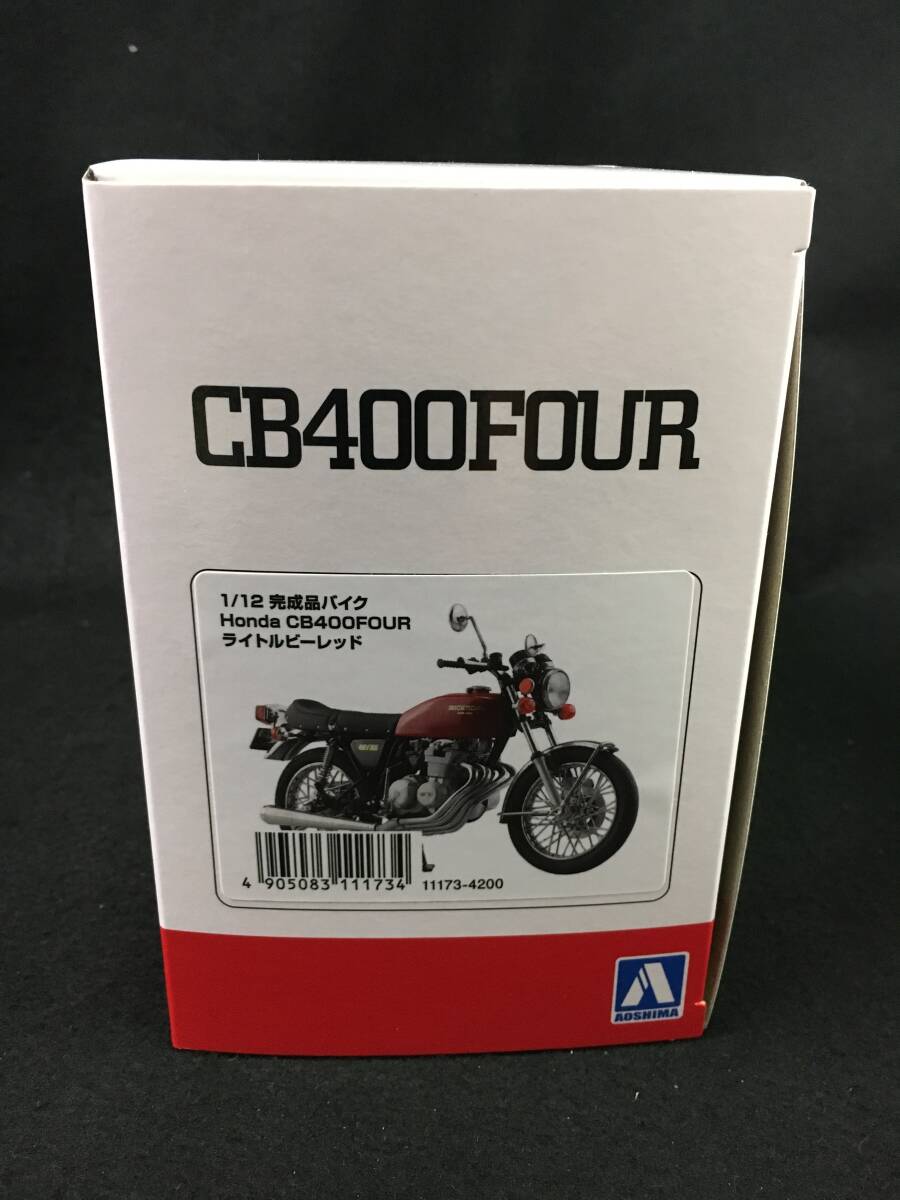 CB400FOUR
1/12 完成品バイク
Honda CB400FOUR
ライトルビーレッド
4 905083 111734
11173-4200
AOSHIMA